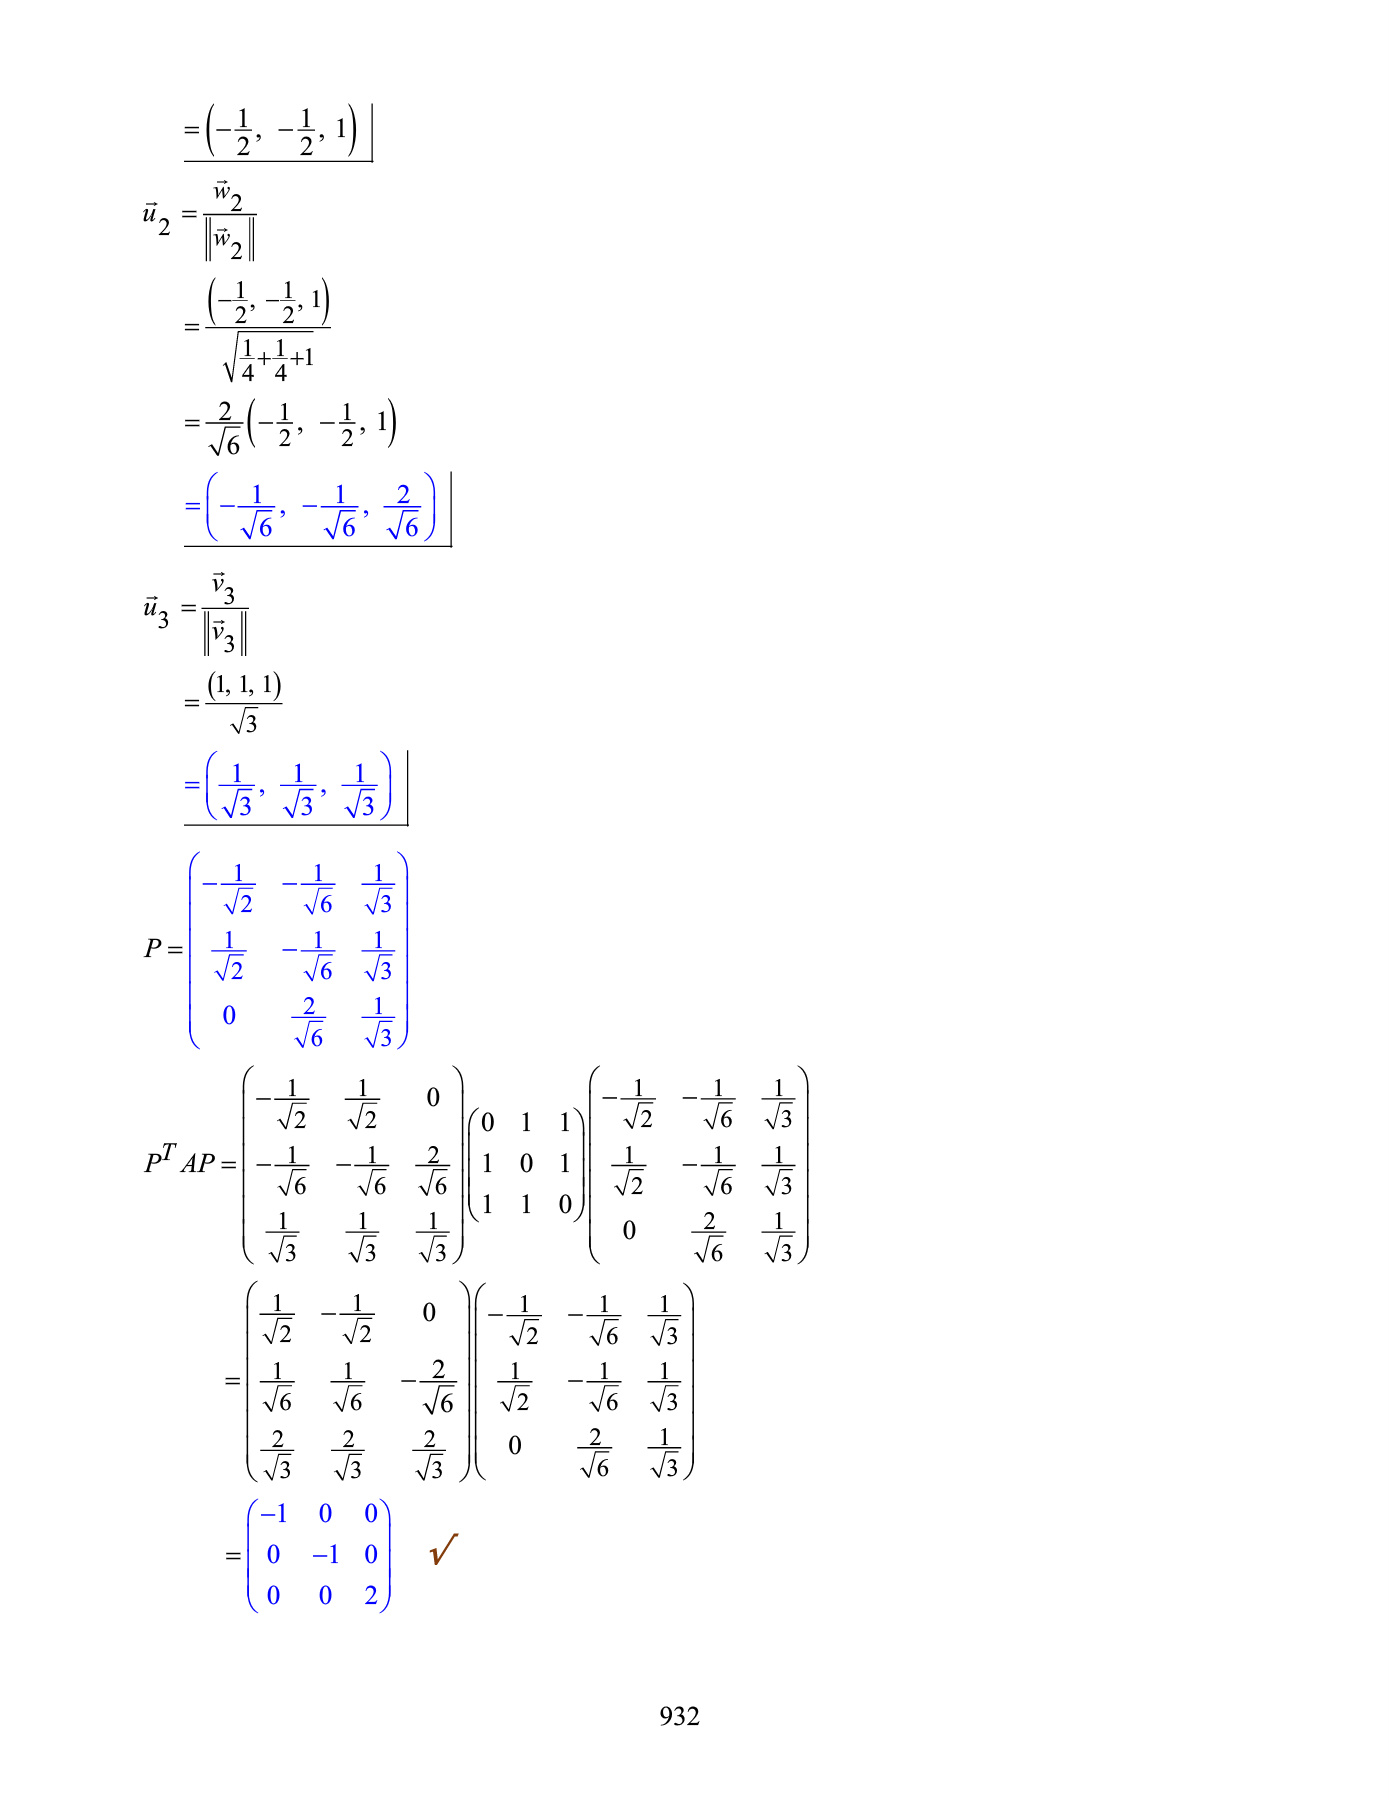 $= \left(-\frac{1}{2},\ -\frac{1}{2},\ 1\right)$
$\vec{u}_2 = \frac{\vec{w}_2}{\left\|\vec{w}_2\right\|}$
$= \frac{\left(-\frac{1}{2},\ -\frac{1}{2},\ 1\right)}{\sqrt{\frac{1}{4}+\frac{1}{4}+1}}$
$= \frac{2}{\sqrt{6}}\left(-\frac{1}{2},\ -\frac{1}{2},\ 1\right)$
$= \left(-\frac{1}{\sqrt{6}},\ -\frac{1}{\sqrt{6}},\ \frac{2}{\sqrt{6}}\right)$
$\vec{u}_3 = \frac{\vec{v}_3}{\left\|\vec{v}_3\right\|}$
$= \frac{(1,\ 1,\ 1)}{\sqrt{3}}$
$= \left(\frac{1}{\sqrt{3}},\ \frac{1}{\sqrt{3}},\ \frac{1}{\sqrt{3}}\right)$
$P = \begin{pmatrix} -\frac{1}{\sqrt{2}} & -\frac{1}{\sqrt{6}} & \frac{1}{\sqrt{3}} \\ \frac{1}{\sqrt{2}} & -\frac{1}{\sqrt{6}} & \frac{1}{\sqrt{3}} \\ 0 & \frac{2}{\sqrt{6}} & \frac{1}{\sqrt{3}} \end{pmatrix}$
$P^T AP = \begin{pmatrix} -\frac{1}{\sqrt{2}} & \frac{1}{\sqrt{2}} & 0 \\ -\frac{1}{\sqrt{6}} & -\frac{1}{\sqrt{6}} & \frac{2}{\sqrt{6}} \\ \frac{1}{\sqrt{3}} & \frac{1}{\sqrt{3}} & \frac{1}{\sqrt{3}} \end{pmatrix} \begin{pmatrix} 0 & 1 & 1 \\ 1 & 0 & 1 \\ 1 & 1 & 0 \end{pmatrix} \begin{pmatrix} -\frac{1}{\sqrt{2}} & -\frac{1}{\sqrt{6}} & \frac{1}{\sqrt{3}} \\ \frac{1}{\sqrt{2}} & -\frac{1}{\sqrt{6}} & \frac{1}{\sqrt{3}} \\ 0 & \frac{2}{\sqrt{6}} & \frac{1}{\sqrt{3}} \end{pmatrix}$
$= \begin{pmatrix} \frac{1}{\sqrt{2}} & -\frac{1}{\sqrt{2}} & 0 \\ \frac{1}{\sqrt{6}} & \frac{1}{\sqrt{6}} & -\frac{2}{\sqrt{6}} \\ \frac{2}{\sqrt{3}} & \frac{2}{\sqrt{3}} & \frac{2}{\sqrt{3}} \end{pmatrix} \begin{pmatrix} -\frac{1}{\sqrt{2}} & -\frac{1}{\sqrt{6}} & \frac{1}{\sqrt{3}} \\ \frac{1}{\sqrt{2}} & -\frac{1}{\sqrt{6}} & \frac{1}{\sqrt{3}} \\ 0 & \frac{2}{\sqrt{6}} & \frac{1}{\sqrt{3}} \end{pmatrix}$
$= \begin{pmatrix} -1 & 0 & 0 \\ 0 & -1 & 0 \\ 0 & 0 & 2 \end{pmatrix}$ √
932